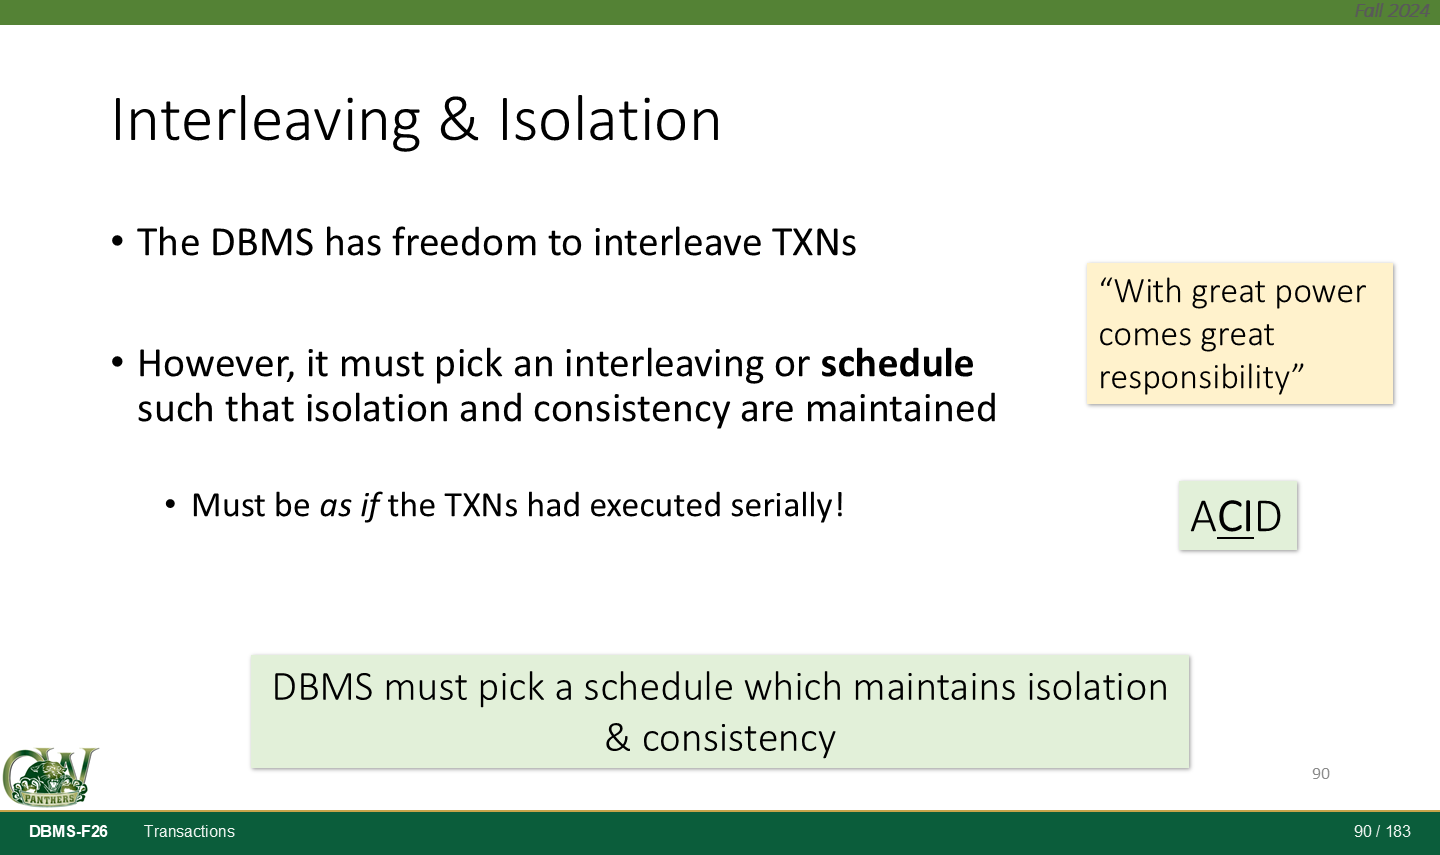 Fall 2024
Interleaving & Isolation
• The DBMS has freedom to interleave TXNs
• However, it must pick an interleaving or schedule
such that isolation and consistency are maintained
• Must be as if the TXNs had executed serially!
“With great power
comes great
responsibility”
ACID
DBMS must pick a schedule which maintains isolation
& consistency
90
OW
PANTHERS
DBMS-F26 Transactions 90 / 183